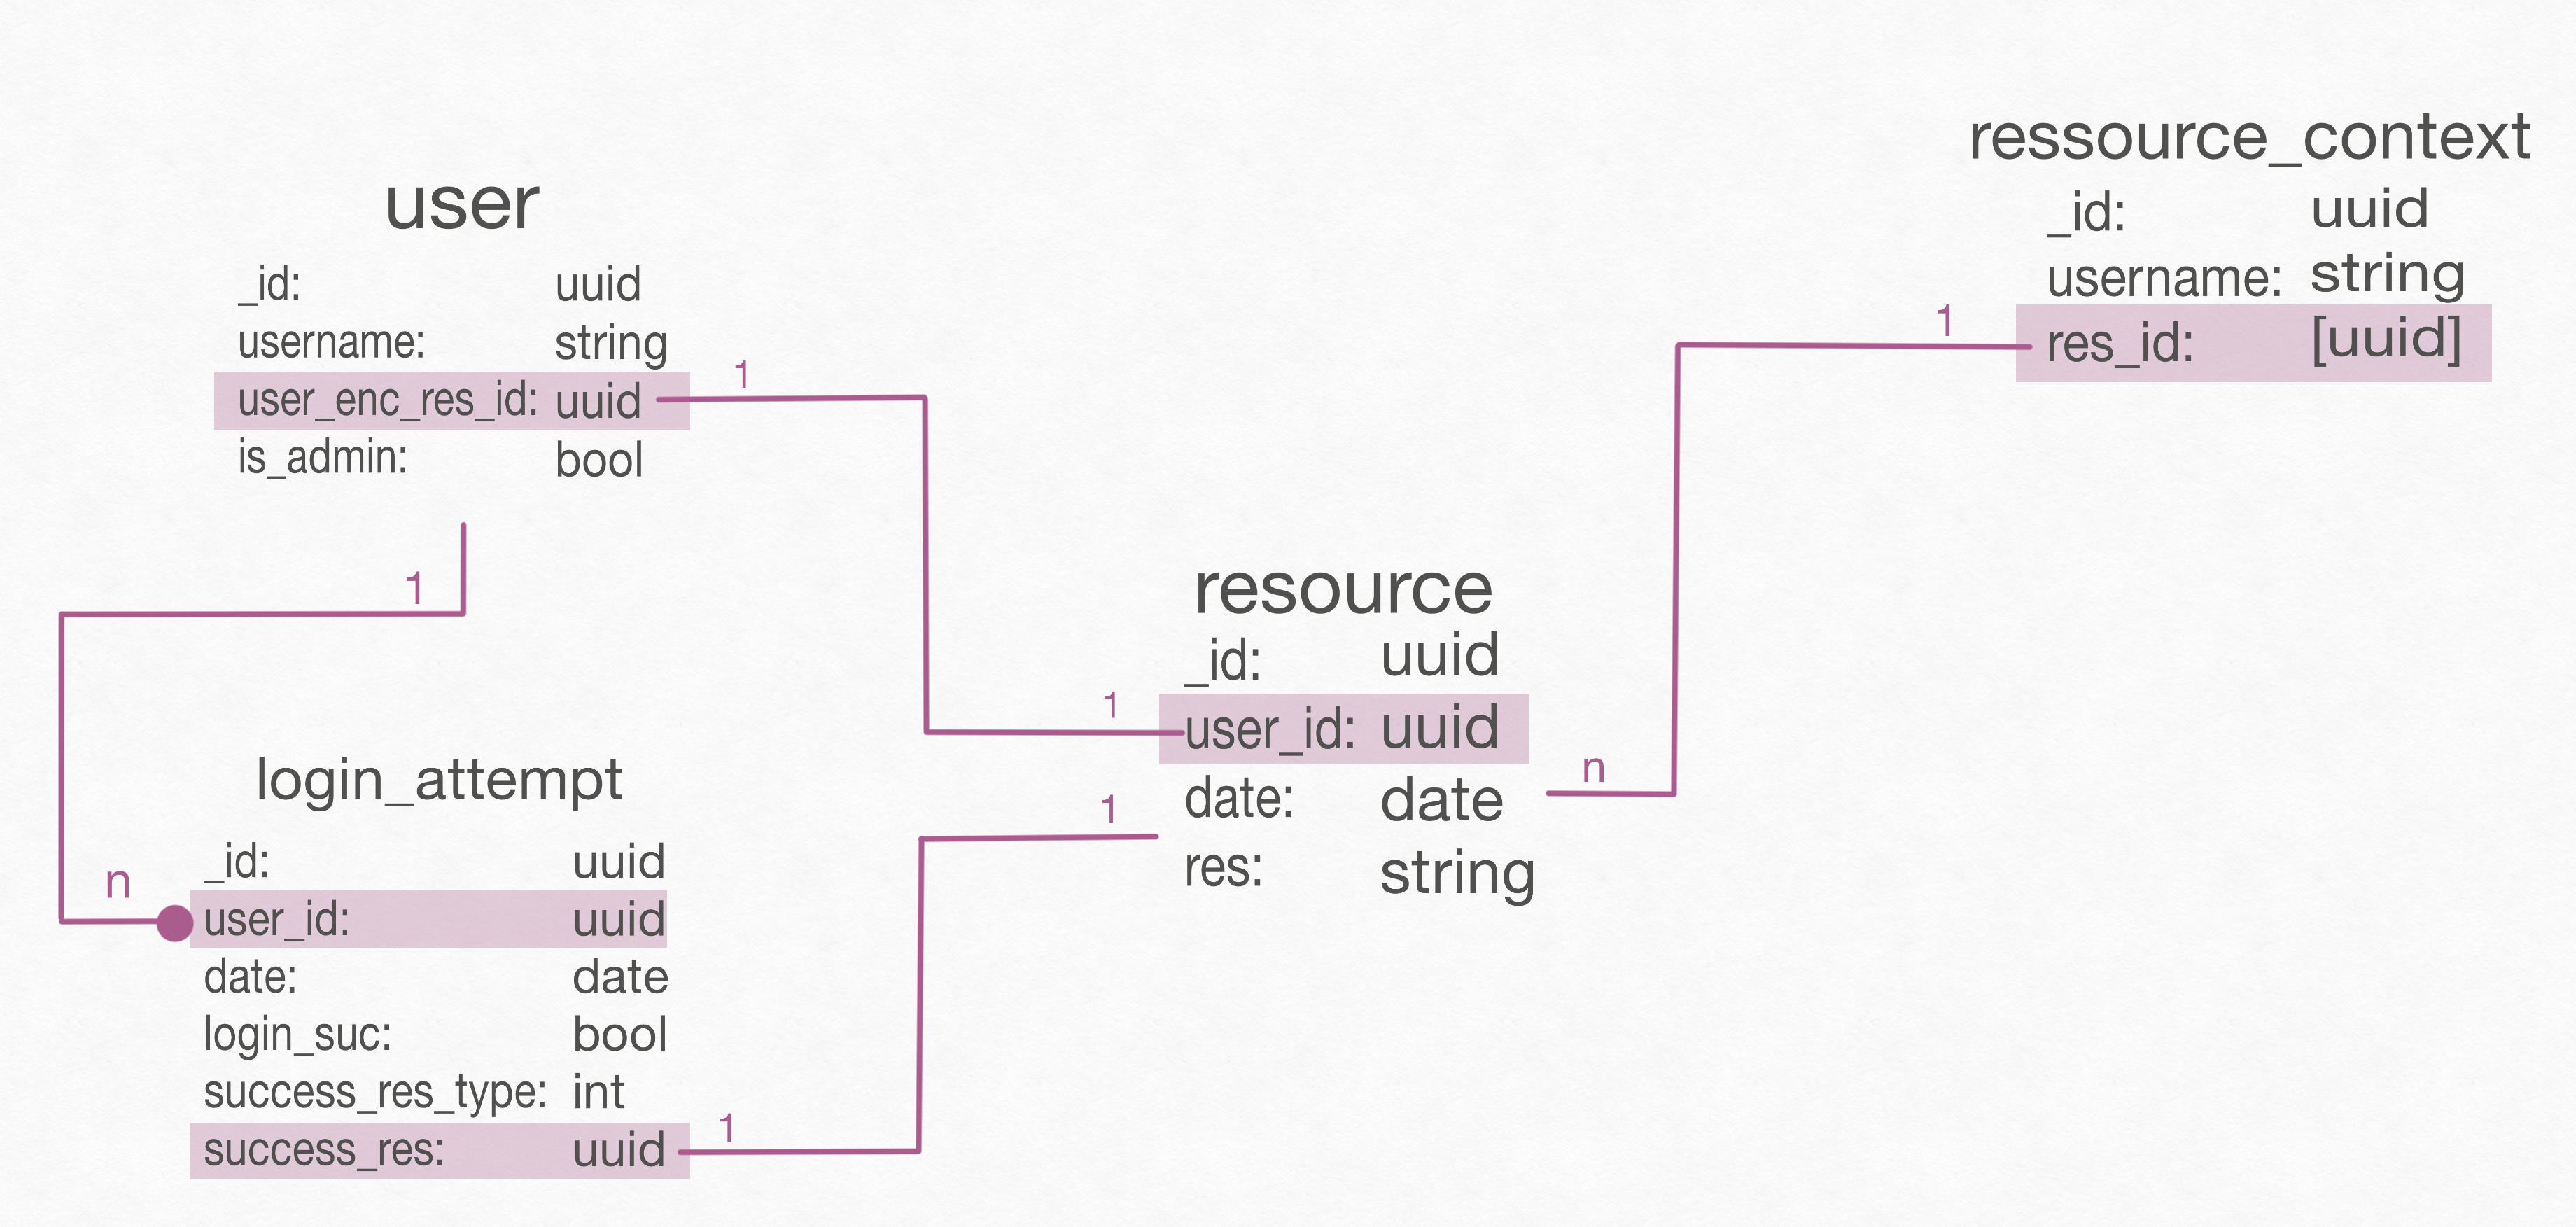 user
_id: uuid
username: string
user_enc_res_id: uuid
is_admin: bool
1
1
n
login_attempt
_id: uuid
user_id: uuid
date: date
login_suc: bool
success_res_type: int
success_res: uuid
1
resource
_id: uuid
user_id: uuid
date: date
res: string
1
1
n
ressource_context
_id: uuid
username: string
res_id: [uuid]
1